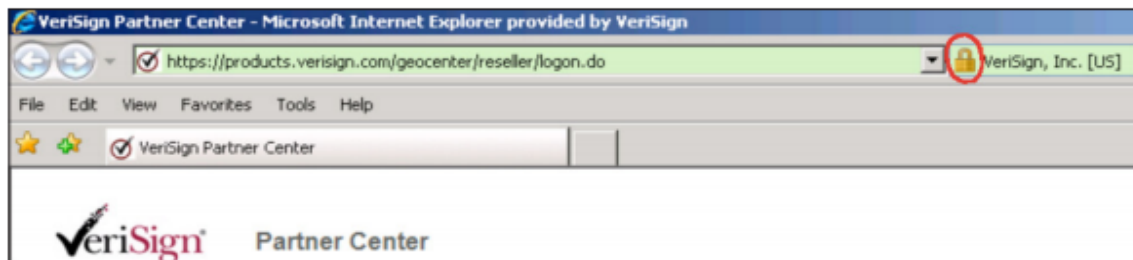 VeriSign Partner Center - Microsoft Internet Explorer provided by VeriSign
https://products.verisign.com/geocenter/reseller/logon.do VeriSign, Inc. [US]
File Edit View Favorites Tools Help
VeriSign Partner Center
VeriSign Partner Center